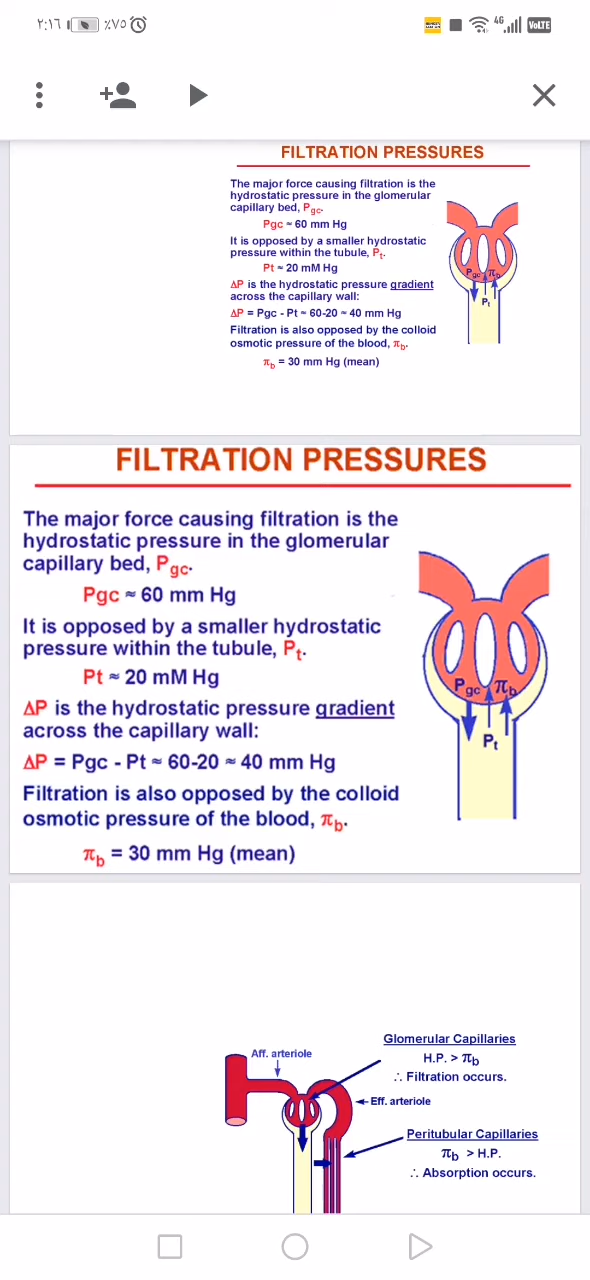 ٢:١٦ ٪٧٥
4G VoLTE
FILTRATION PRESSURES
The major force causing filtration is the
hydrostatic pressure in the glomerular
capillary bed, Pgc.
Pgc ≈ 60 mm Hg
It is opposed by a smaller hydrostatic
pressure within the tubule, Pt.
Pt ≈ 20 mM Hg
ΔP is the hydrostatic pressure gradient
across the capillary wall:
ΔP = Pgc - Pt ≈ 60-20 ≈ 40 mm Hg
Filtration is also opposed by the colloid
osmotic pressure of the blood, πb.
πb = 30 mm Hg (mean)
Pgc πb
Pt
FILTRATION PRESSURES
The major force causing filtration is the
hydrostatic pressure in the glomerular
capillary bed, Pgc.
Pgc ≈ 60 mm Hg
It is opposed by a smaller hydrostatic
pressure within the tubule, Pt.
Pt ≈ 20 mM Hg
ΔP is the hydrostatic pressure gradient
across the capillary wall:
ΔP = Pgc - Pt ≈ 60-20 ≈ 40 mm Hg
Filtration is also opposed by the colloid
osmotic pressure of the blood, πb.
πb = 30 mm Hg (mean)
Pgc πb
Pt
Aff. arteriole
Glomerular Capillaries
H.P. > πb
∴ Filtration occurs.
Eff. arteriole
Peritubular Capillaries
πb > H.P.
∴ Absorption occurs.